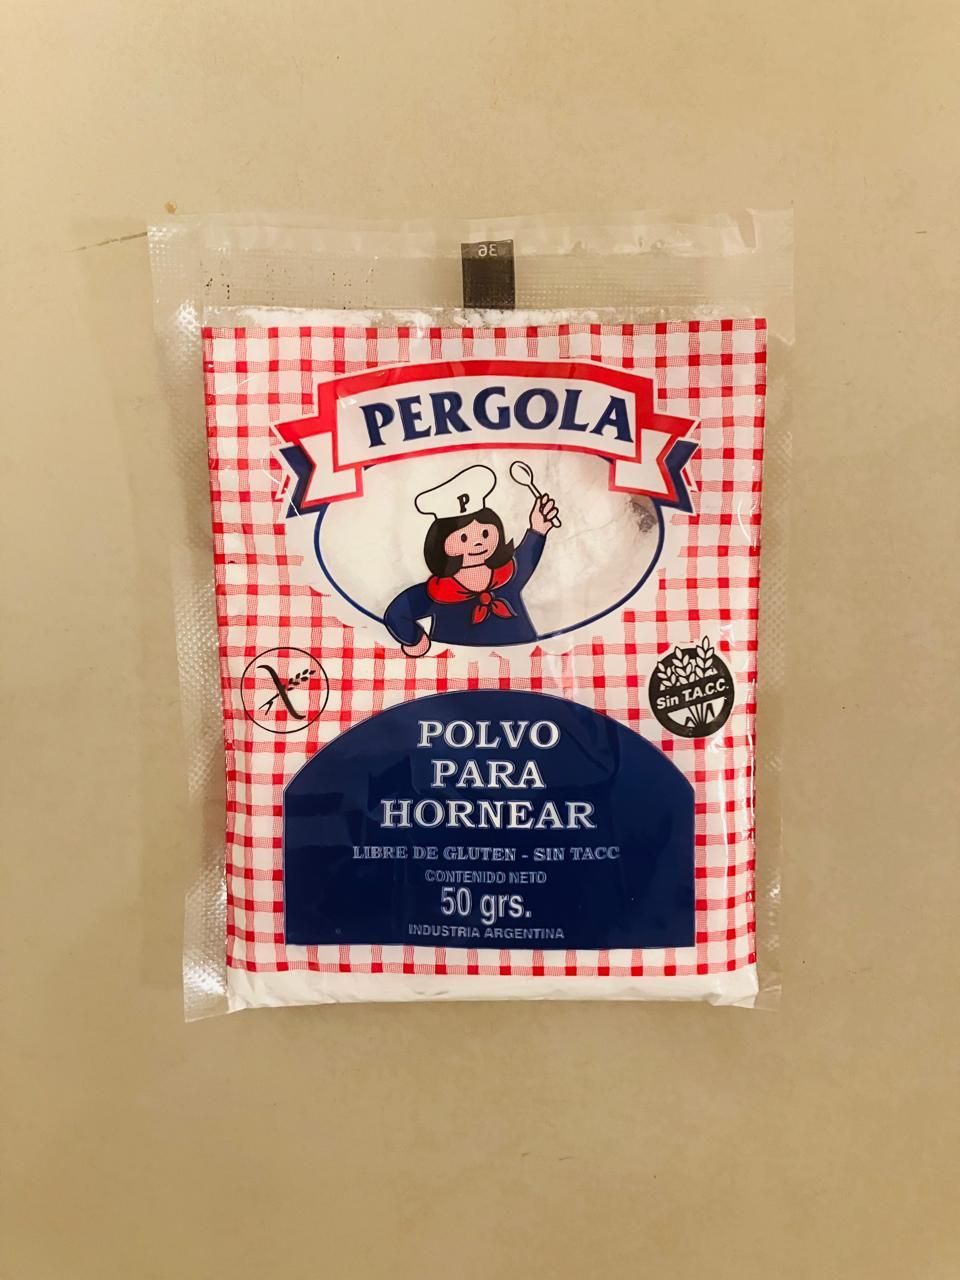 36
PERGOLA
P
Sin T.A.C.C.
POLVO
PARA
HORNEAR
LIBRE DE GLUTEN - SIN TACC
CONTENIDO NETO
50 grs.
INDUSTRIA ARGENTINA